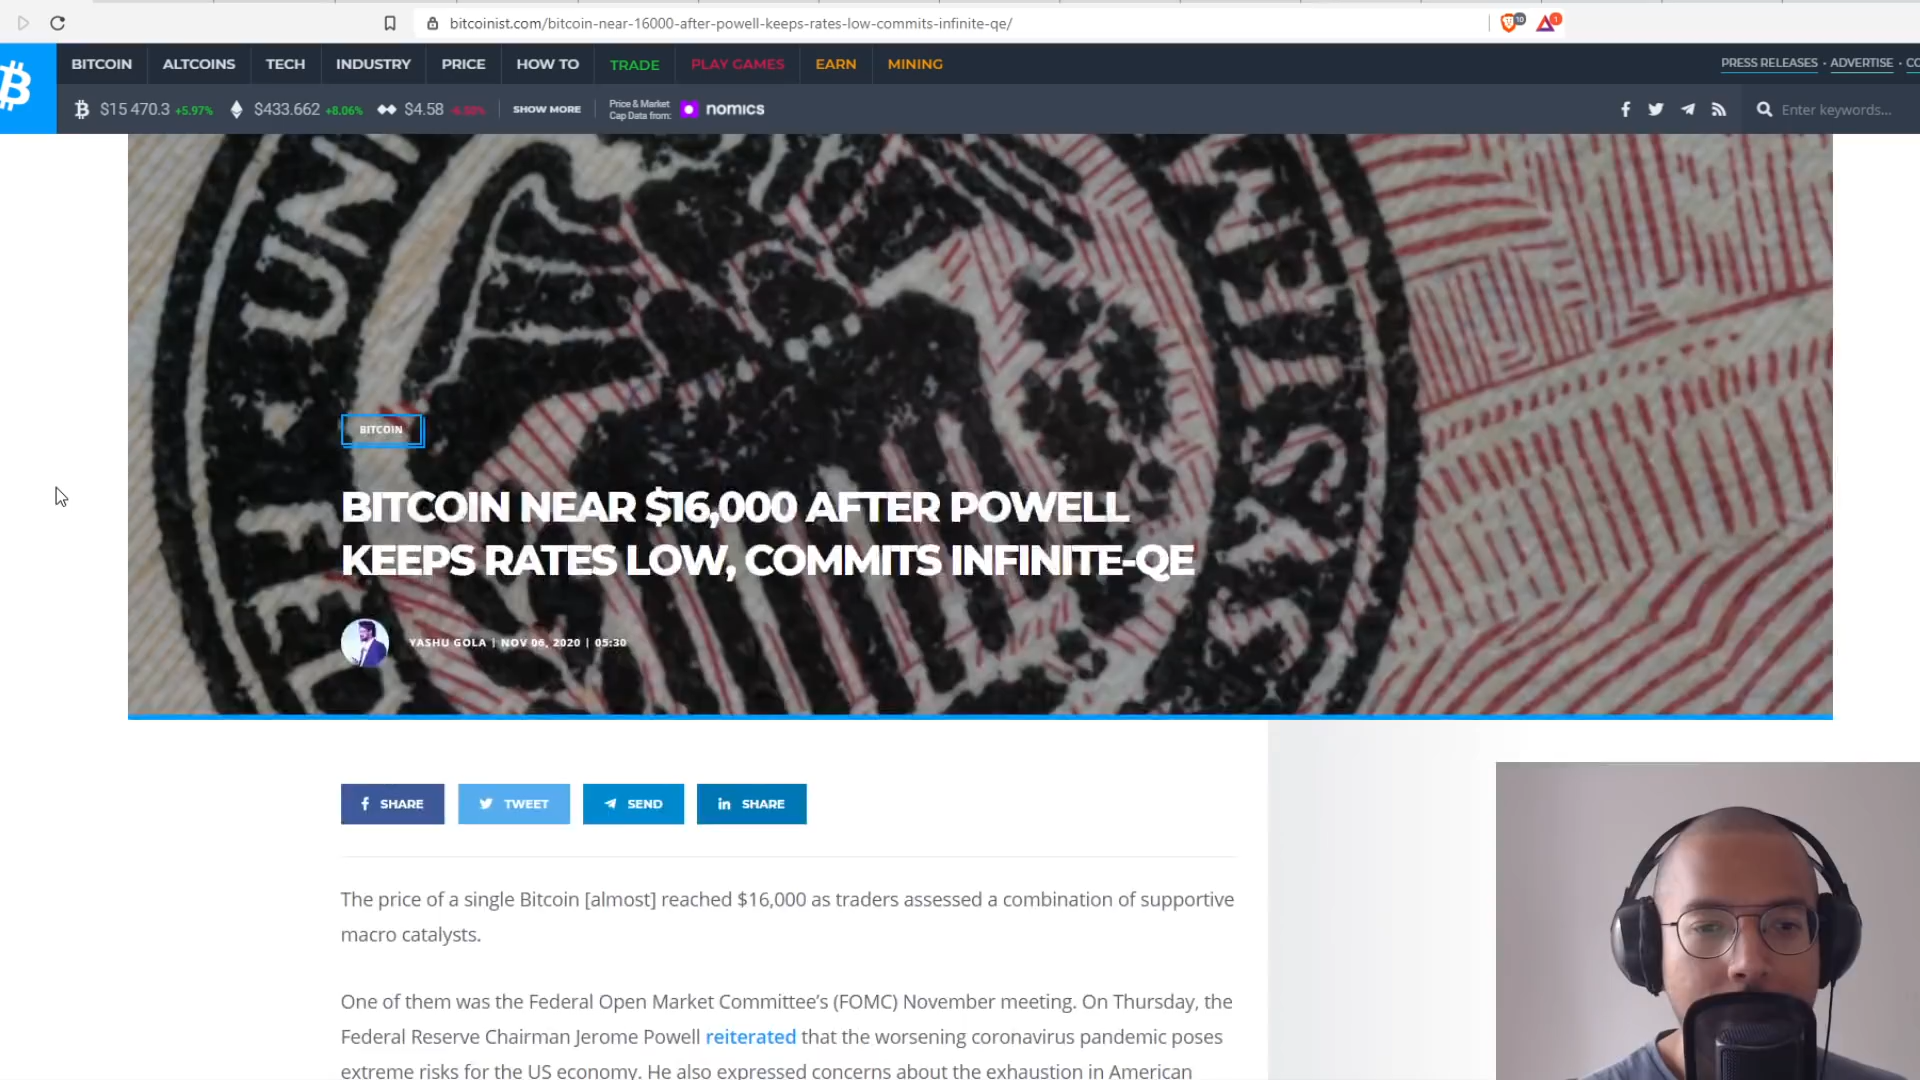 bitcoinist.com/bitcoin-near-16000-after-powell-keeps-rates-low-commits-infinite-qe/
10
1
BITCOIN ALTCOINS TECH INDUSTRY PRICE HOW TO TRADE PLAY GAMES EARN MINING
PRESS RELEASES · ADVERTISE · CO
$15 470.3 +5.97% $433.662 +8.06% $4.58 SHOW MORE
Price & Market
Cap Data from:
nomics
Enter keywords...
UN
SYSTEM
BITCOIN
BITCOIN NEAR $16,000 AFTER POWELL
KEEPS RATES LOW, COMMITS INFINITE-QE
YASHU GOLA | NOV 06, 2020 | 05:30
SHARE TWEET SEND SHARE
The price of a single Bitcoin [almost] reached $16,000 as traders assessed a combination of supportive
macro catalysts.
One of them was the Federal Open Market Committee's (FOMC) November meeting. On Thursday, the
Federal Reserve Chairman Jerome Powell reiterated that the worsening coronavirus pandemic poses
extreme risks for the US economy. He also expressed concerns about the exhaustion in American